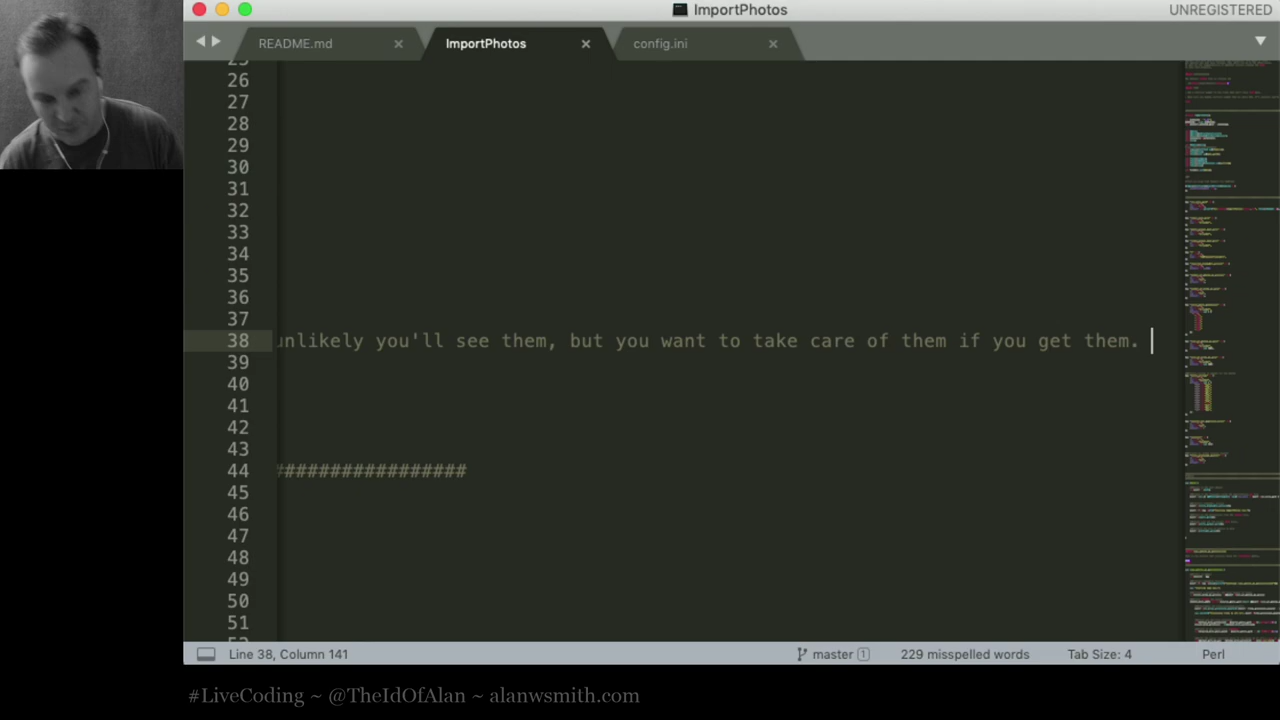 ImportPhotos
UNREGISTERED
README.md
ImportPhotos
config.ini
25
26
27
28
29
30
31
32
33
34
35
36
37
38 unlikely you'll see them, but you want to take care of them if you get them.
39
40
41
42
43
44 ################
45
46
47
48
49
50
51
Line 38, Column 141
master 1
229 misspelled words
Tab Size: 4
Perl
#LiveCoding ~ @TheIdOfAlan ~ alanwsmith.com